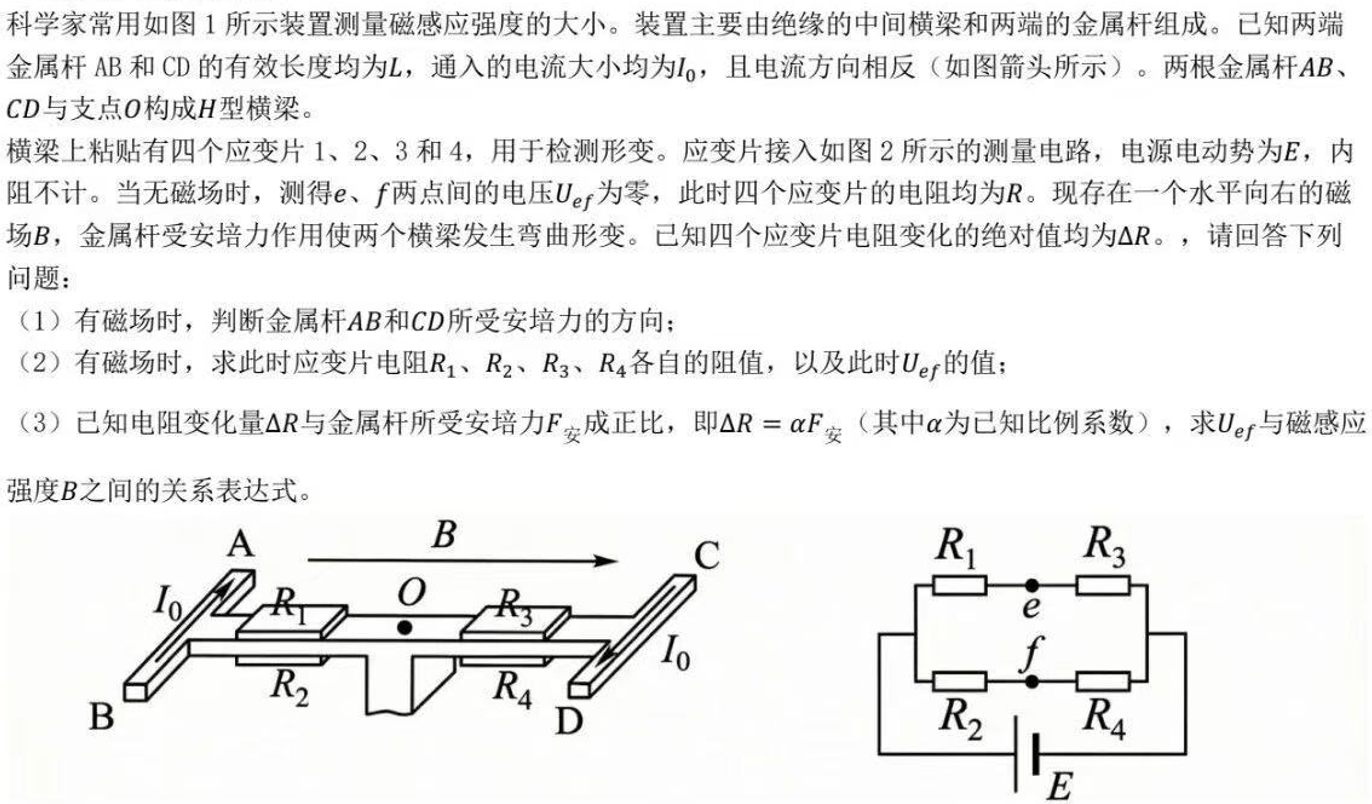 科学家常用如图 1 所示装置测量磁感应强度的大小。装置主要由绝缘的中间横梁和两端的金属杆组成。已知两端
金属杆 AB 和 CD 的有效长度均为L，通入的电流大小均为I₀，且电流方向相反（如图箭头所示）。两根金属杆AB、
CD与支点O构成H型横梁。
横梁上粘贴有四个应变片 1、2、3 和 4，用于检测形变。应变片接入如图 2 所示的测量电路，电源电动势为E，内
阻不计。当无磁场时，测得e、f两点间的电压U_ef为零，此时四个应变片的电阻均为R。现存在一个水平向右的磁
场B，金属杆受安培力作用使两个横梁发生弯曲形变。已知四个应变片电阻变化的绝对值均为ΔR。，请回答下列
问题：
（1）有磁场时，判断金属杆AB和CD所受安培力的方向；
（2）有磁场时，求此时应变片电阻R₁、R₂、R₃、R₄各自的阻值，以及此时U_ef的值；
（3）已知电阻变化量ΔR与金属杆所受安培力F安成正比，即ΔR = αF安（其中α为已知比例系数），求U_ef与磁感应
强度B之间的关系表达式。
A
B
C
I₀
R₁
O
R₃
I₀
R₂
R₄
B
D
R₁
R₃
e
f
R₂
R₄
E